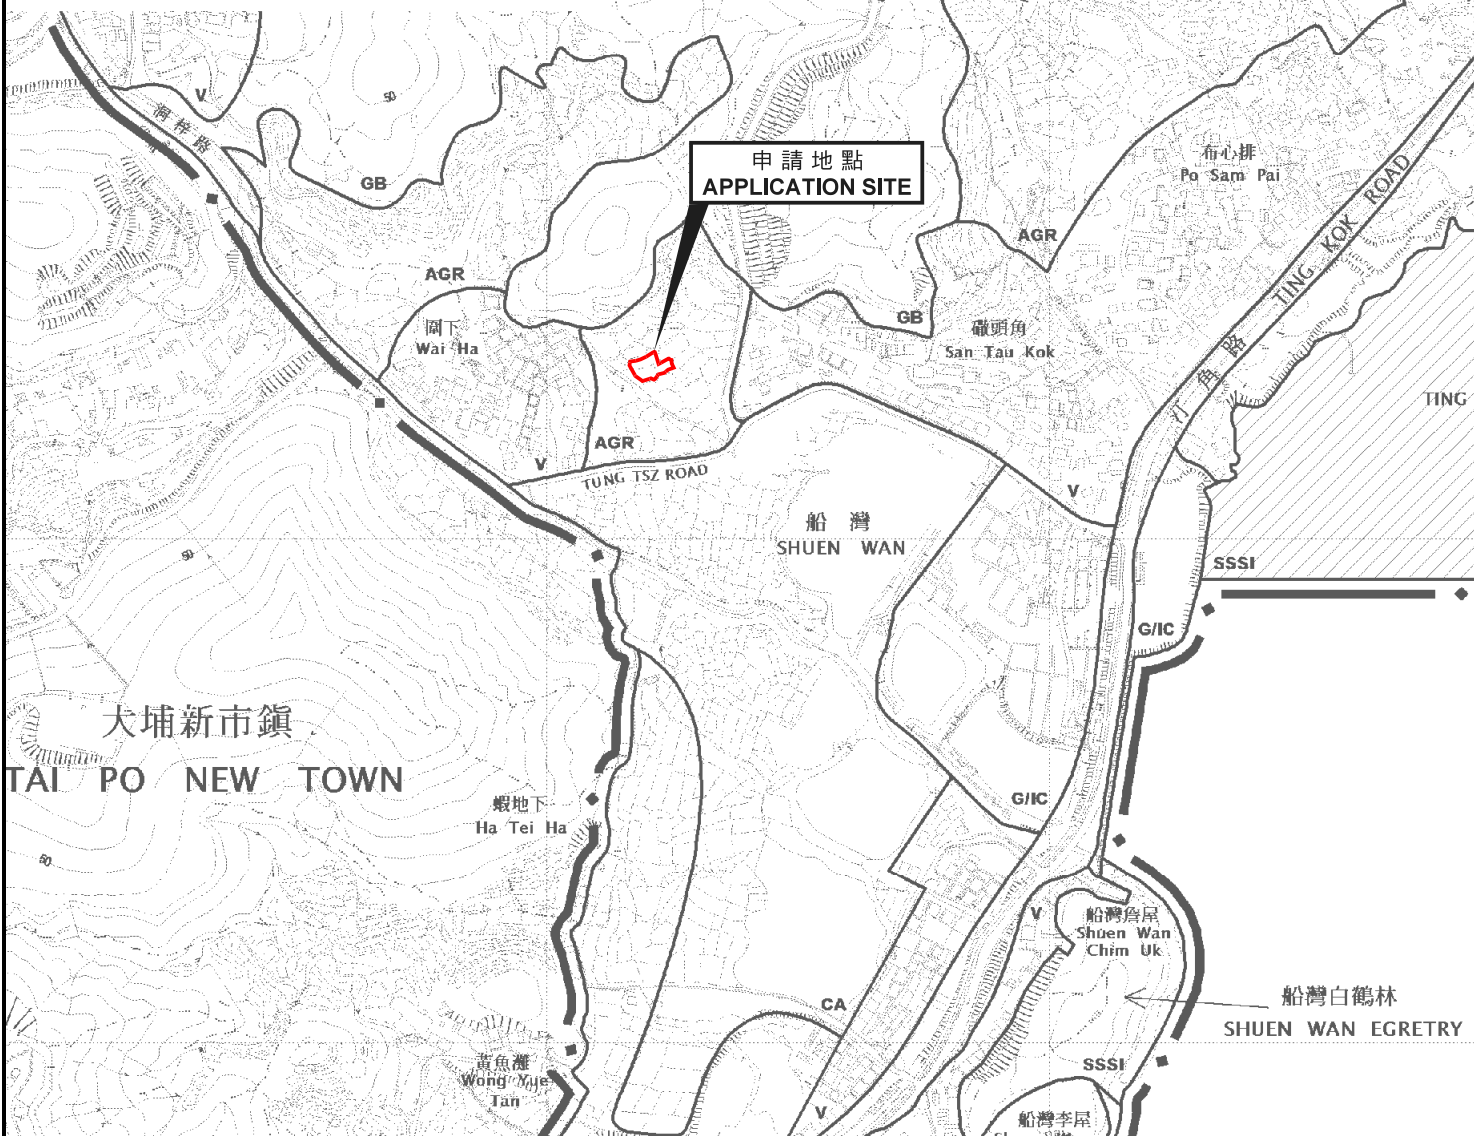 V
50
洞梓路
GB
申請地點
APPLICATION SITE
布心排
Po Sam Pai
AGR
AGR
圍下
Wai Ha
GB
礮頭角
San Tau Kok
汀角路
TING KOK ROAD
TING
AGR
V
TUNG TSZ ROAD
V
船灣
SHUEN WAN
50
SSSI
G/IC
大埔新市鎮
TAI PO NEW TOWN
蝦地下
Ha Tei Ha
G/IC
50
V
船灣詹屋
Shuen Wan
Chim Uk
船灣白鶴林
SHUEN WAN EGRETRY
CA
SSSI
黃魚灘
Wong Yue
Tan
V
船灣李屋